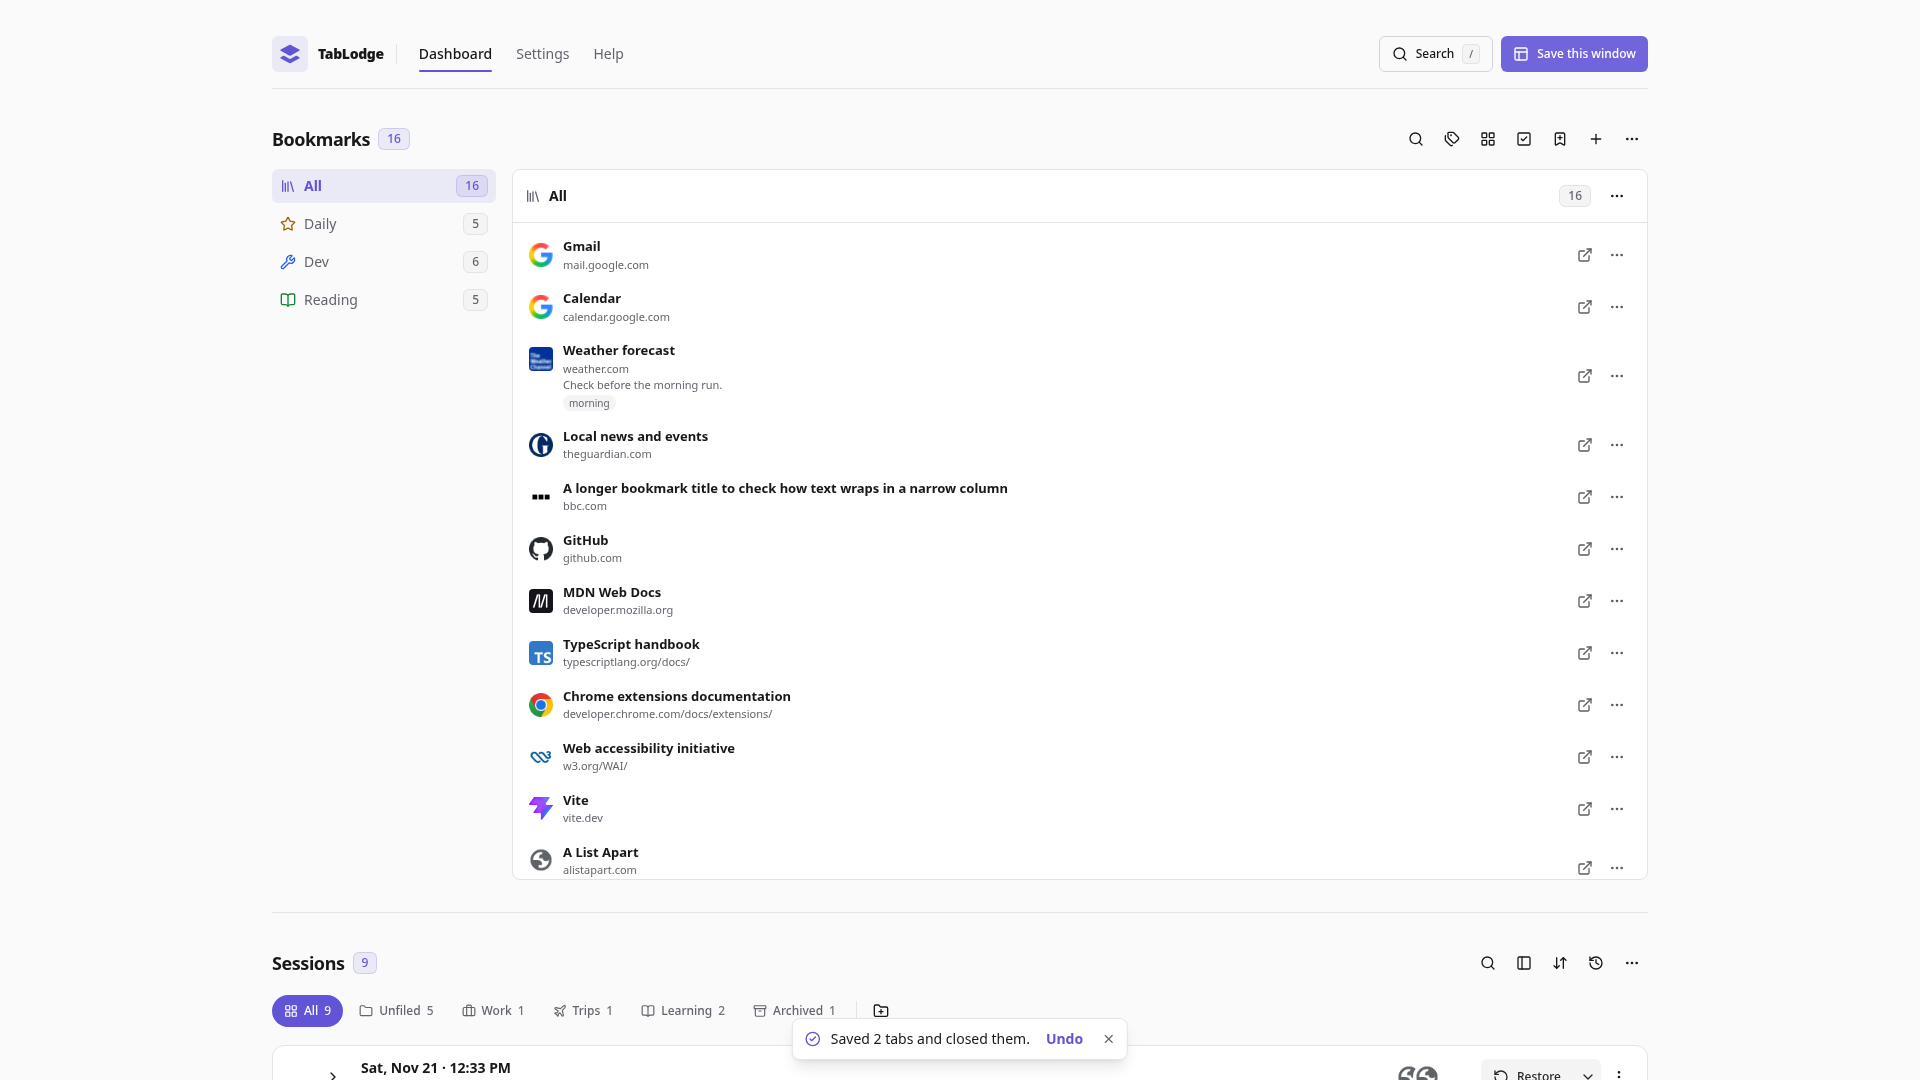 TabLodge
Dashboard
Settings
Help
Search /
Save this window
Bookmarks 16
All 16
Daily 5
Dev 6
Reading 5
All 16
Gmail
mail.google.com
Calendar
calendar.google.com
Weather forecast
weather.com
Check before the morning run.
morning
Local news and events
theguardian.com
A longer bookmark title to check how text wraps in a narrow column
bbc.com
GitHub
github.com
MDN Web Docs
developer.mozilla.org
TypeScript handbook
typescriptlang.org/docs/
Chrome extensions documentation
developer.chrome.com/docs/extensions/
Web accessibility initiative
w3.org/WAI/
Vite
vite.dev
A List Apart
alistapart.com
Sessions 9
All 9
Unfiled 5
Work 1
Trips 1
Learning 2
Archived 1
Saved 2 tabs and closed them. Undo
Sat, Nov 21 · 12:33 PM
Restore